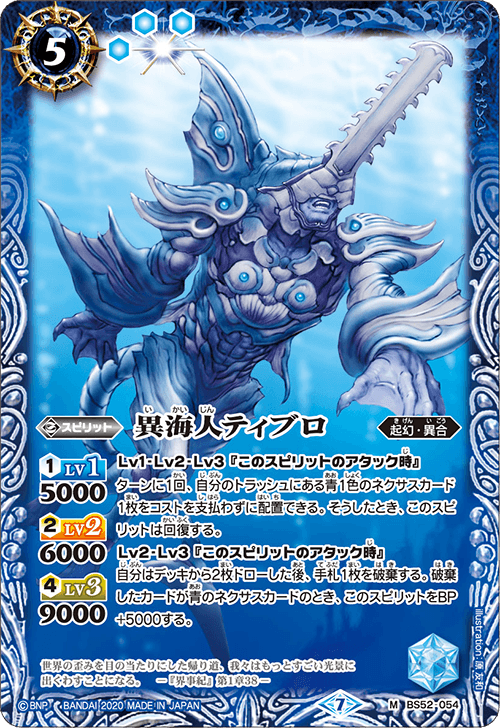 5
スピリット
異海人ティブロ
いかいじん
起幻・異合
きげん いごう
1 LV1
5000
2 LV2
6000
4 LV3
9000
Lv1・Lv2・Lv3『このスピリットのアタック時』
ターンに1回、自分のトラッシュにある青1色のネクサスカード
1枚をコストを支払わずに配置できる。そうしたとき、このスピ
リットは回復する。
Lv2・Lv3『このスピリットのアタック時』
自分はデッキから2枚ドローした後、手札1枚を破棄する。破棄
したカードが青のネクサスカードのとき、このスピリットをBP
+5000する。
世界の歪みを目の当たりにした帰り道、我々はもっとすごい光景に
出くわすことになる。 ―『界事紀』第1章38―
illustration:原 友和
©BNP BANDAI 2020 MADE IN JAPAN
7
M BS52-054